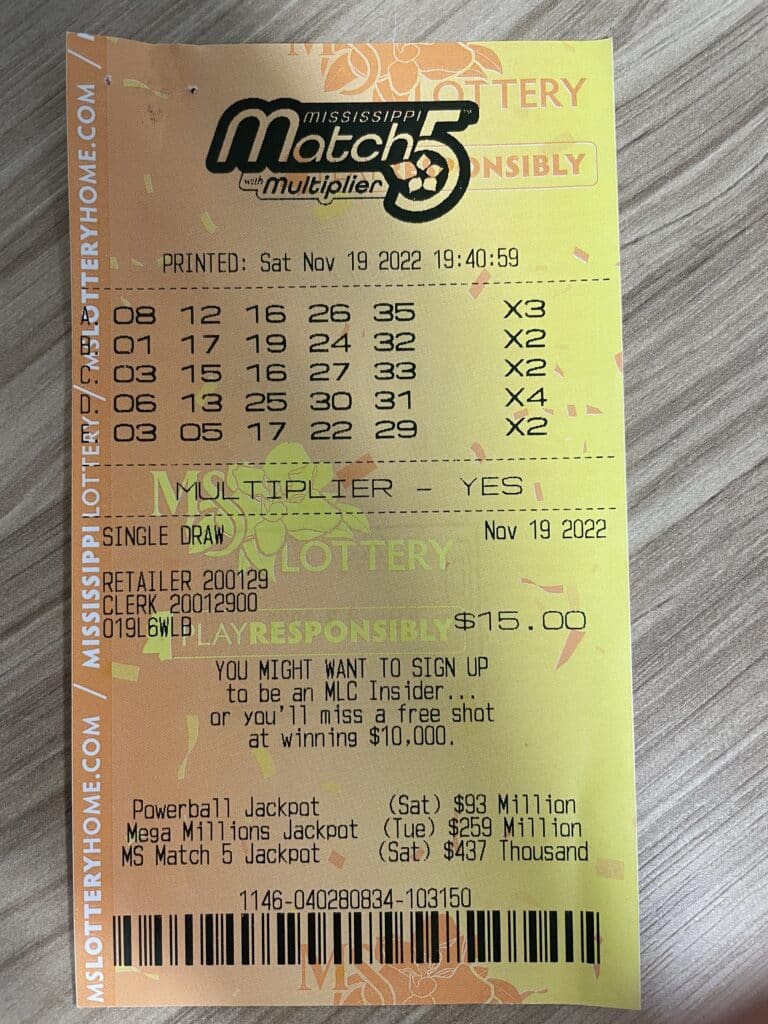 MS LOTTERY
MISSISSIPPI
Match 5
with Multiplier
RESPONSIBLY
PRINTED: Sat Nov 19 2022 19:40:59
A. 08 12 16 26 35 X3
B. 01 17 19 24 32 X2
C. 03 15 16 27 33 X2
D. 06 13 25 30 31 X4
E. 03 05 17 22 29 X2
MULTIPLIER - YES
MS LOTTERY
SINGLE DRAW Nov 19 2022
RETAILER 200129
CLERK 20012900
019L6WLB $15.00
PLAYRESPONSIBLY
YOU MIGHT WANT TO SIGN UP
to be an MLC Insider...
or you'll miss a free shot
at winning $10,000.
Powerball Jackpot (Sat) $93 Million
Mega Millions Jackpot (Tue) $259 Million
MS Match 5 Jackpot (Sat) $437 Thousand
1146-040280834-103150
MS
MSLOTTERYHOME.COM / MISSISSIPPI LOTTERY / MSLOTTERYHOME.COM /